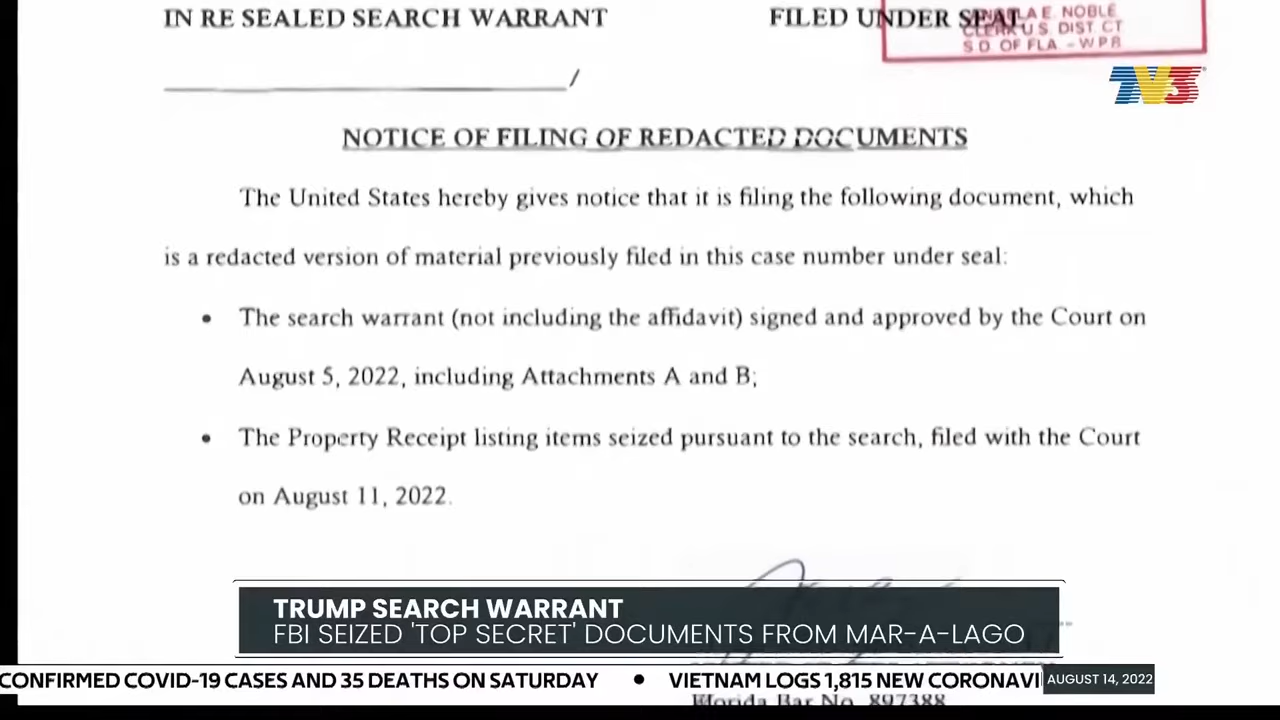 IN RE SEALED SEARCH WARRANT
FILED UNDER SEAL
E. NOBLE
CLERK U.S. DIST CT
S.D. OF FLA. - WPB
TV3
/
NOTICE OF FILING OF REDACTED DOCUMENTS
The United States hereby gives notice that it is filing the following document, which
is a redacted version of material previously filed in this case number under seal:
• The search warrant (not including the affidavit) signed and approved by the Court on
August 5, 2022, including Attachments A and B;
• The Property Receipt listing items seized pursuant to the search, filed with the Court
on August 11, 2022.
TRUMP SEARCH WARRANT
FBI SEIZED 'TOP SECRET' DOCUMENTS FROM MAR-A-LAGO
CONFIRMED COVID-19 CASES AND 35 DEATHS ON SATURDAY • VIETNAM LOGS 1,815 NEW CORONAVI
AUGUST 14, 2022
Florida Bar No. 897388